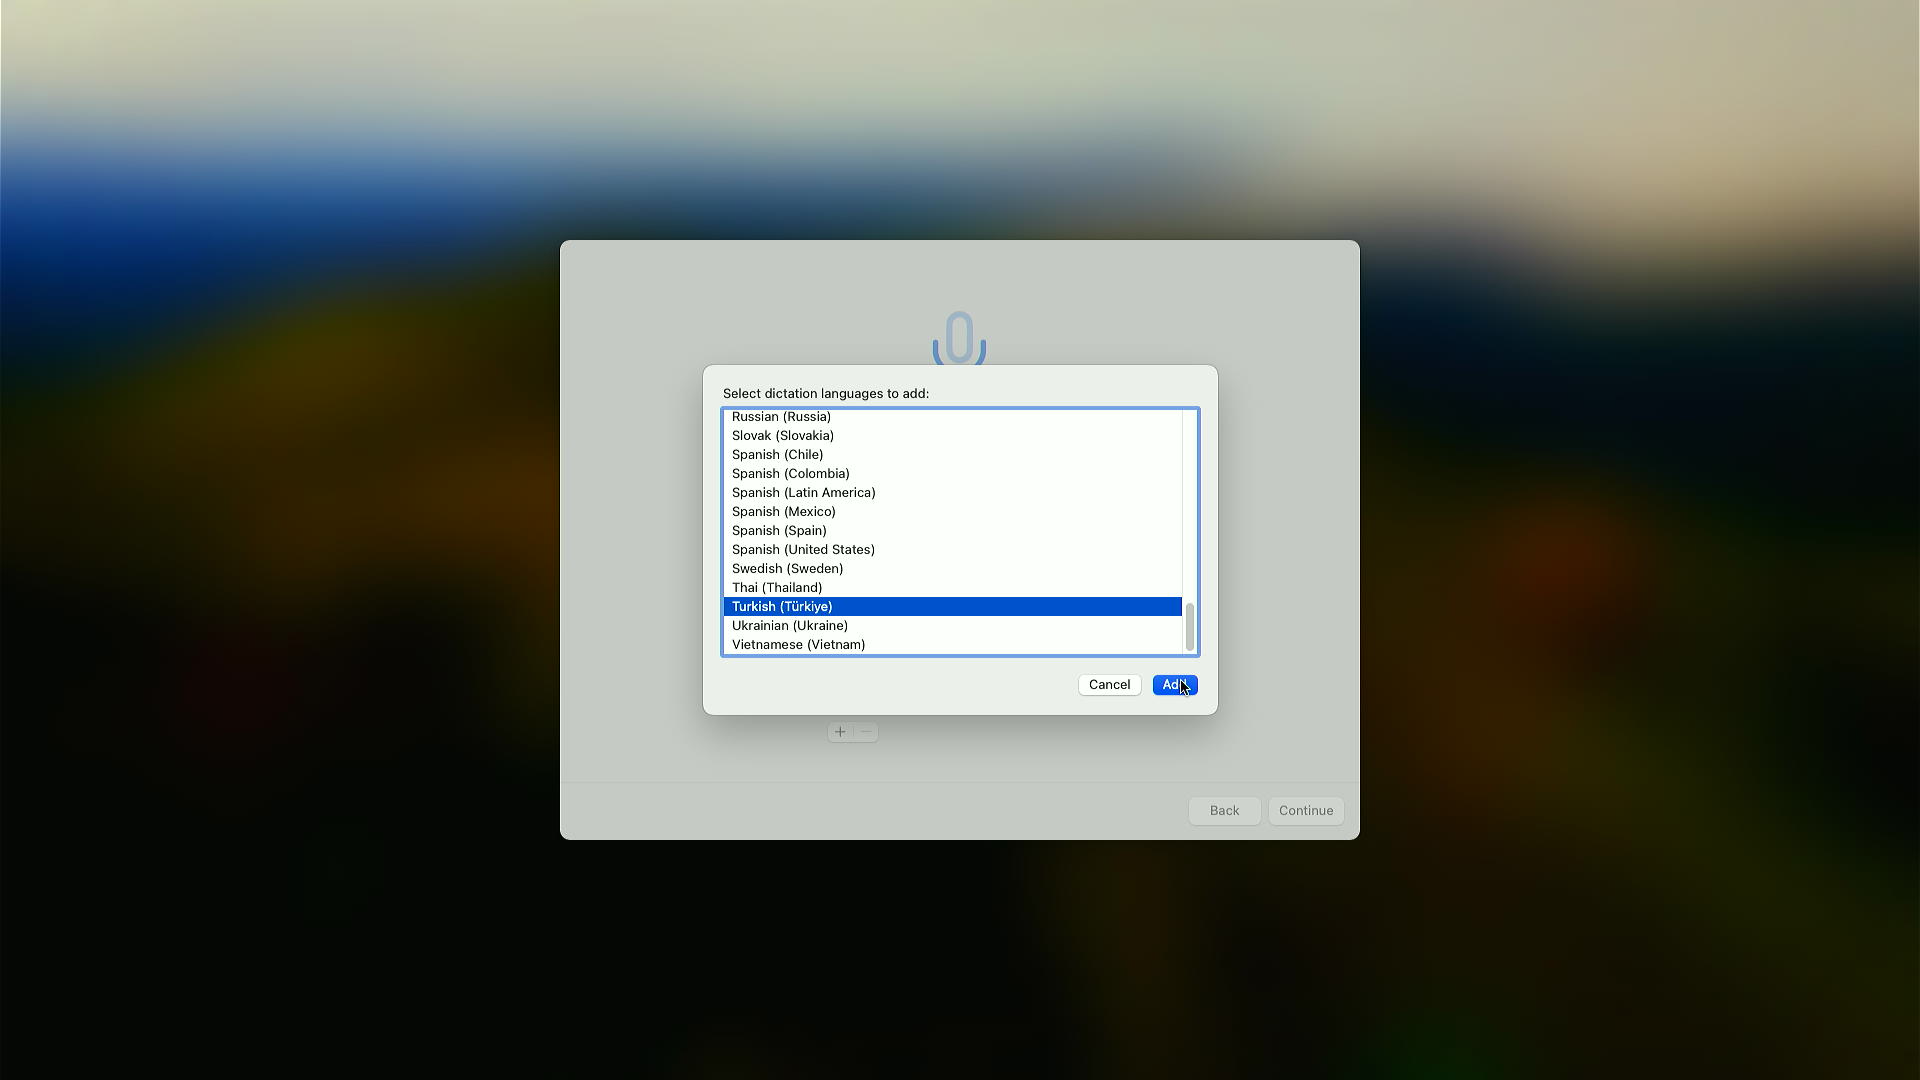 Select dictation languages to add:
Russian (Russia)
Slovak (Slovakia)
Spanish (Chile)
Spanish (Colombia)
Spanish (Latin America)
Spanish (Mexico)
Spanish (Spain)
Spanish (United States)
Swedish (Sweden)
Thai (Thailand)
Turkish (Türkiye)
Ukrainian (Ukraine)
Vietnamese (Vietnam)
Cancel Add
+ −
Back Continue